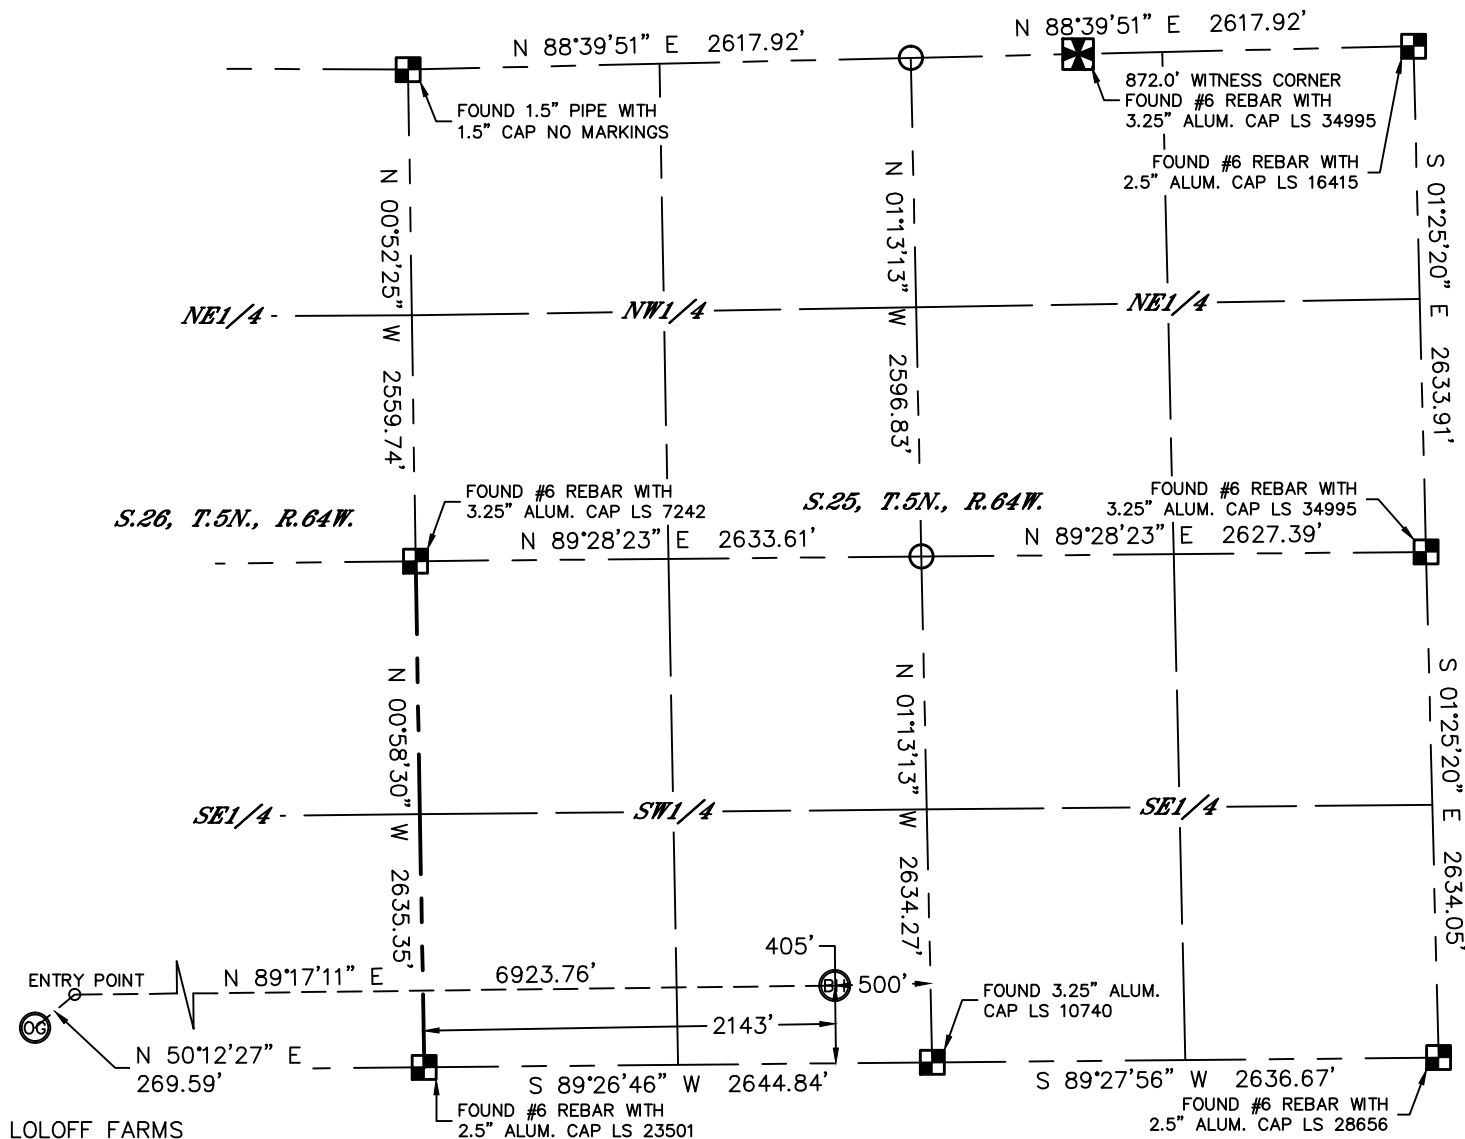 N 88°39'51" E 2617.92'
N 88°39'51" E 2617.92'
FOUND 1.5" PIPE WITH
1.5" CAP NO MARKINGS
872.0' WITNESS CORNER
FOUND #6 REBAR WITH
3.25" ALUM. CAP LS 34995
FOUND #6 REBAR WITH
2.5" ALUM. CAP LS 16415
N 00°52'25" W 2559.74'
N 01°13'13" W 2596.83'
S 01°25'20" E 2633.91'
NE1/4
NW1/4
NE1/4
S.26, T.5N., R.64W.
FOUND #6 REBAR WITH
3.25" ALUM. CAP LS 7242
S.25, T.5N., R.64W.
FOUND #6 REBAR WITH
3.25" ALUM. CAP LS 34995
N 89°28'23" E 2633.61'
N 89°28'23" E 2627.39'
N 00°58'30" W 2635.35'
N 01°13'13" W 2634.27'
S 01°25'20" E 2634.05'
SE1/4
SW1/4
SE1/4
405'
ENTRY POINT
N 89°17'11" E 6923.76'
BH
500'
FOUND 3.25" ALUM.
CAP LS 10740
OG
2143'
N 50°12'27" E
269.59'
S 89°26'46" W 2644.84'
S 89°27'56" W 2636.67'
FOUND #6 REBAR WITH
2.5" ALUM. CAP LS 23501
FOUND #6 REBAR WITH
2.5" ALUM. CAP LS 28656
LOLOFF FARMS